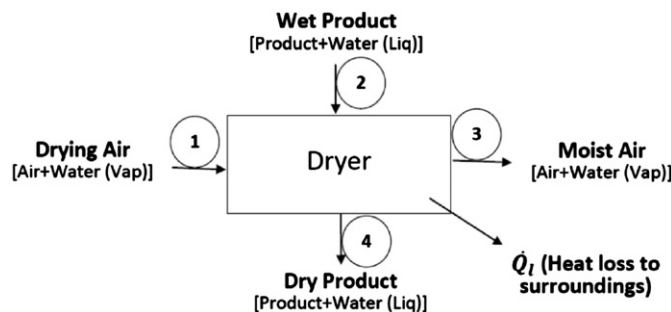 Wet Product
[Product+Water (Liq)]
2
1
3
Drying Air
[Air+Water (Vap)]
Dryer
Moist Air
[Air+Water (Vap)]
4
Dry Product
[Product+Water (Liq)]
Q̇ₗ (Heat loss to
surroundings)